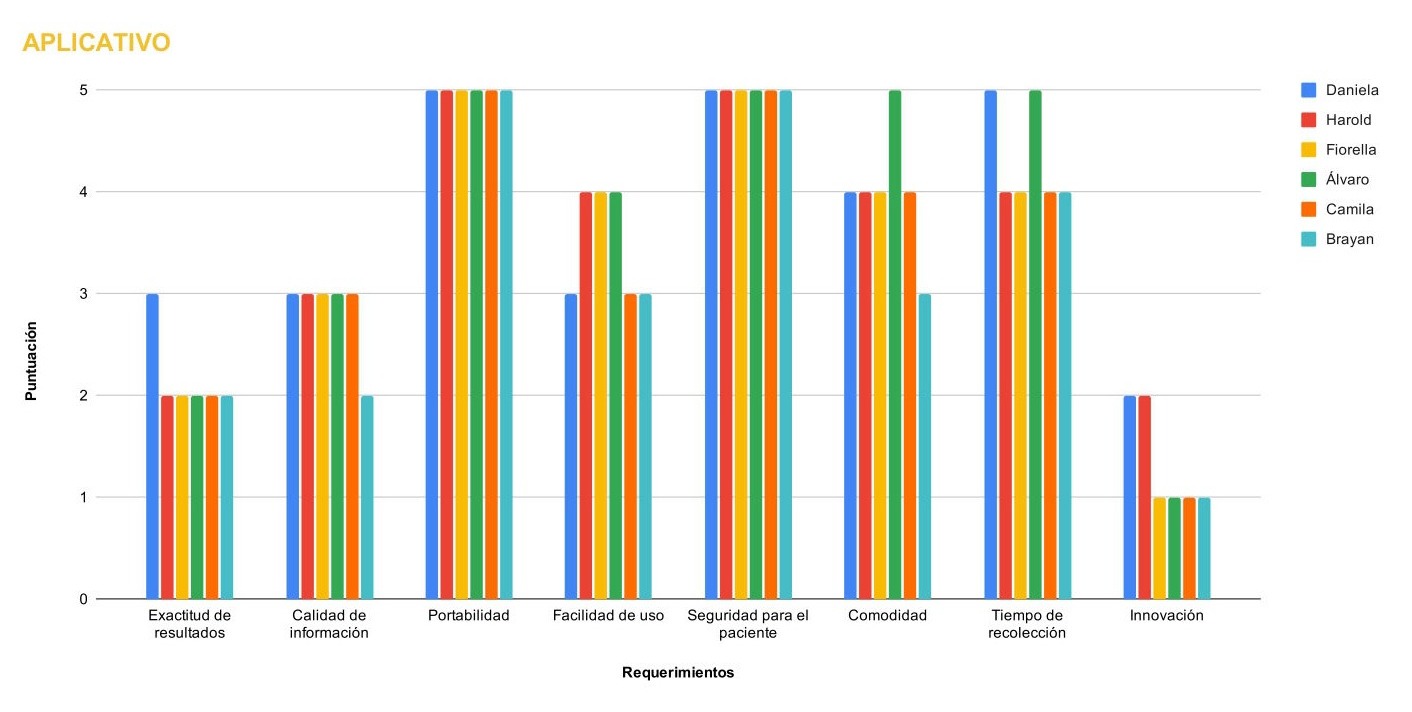 APLICATIVO
5
4
3
2
1
0
Puntuación
Daniela
Harold
Fiorella
Álvaro
Camila
Brayan
Exactitud de
resultados
Calidad de
información
Portabilidad
Facilidad de uso
Seguridad para el
paciente
Comodidad
Tiempo de
recolección
Innovación
Requerimientos